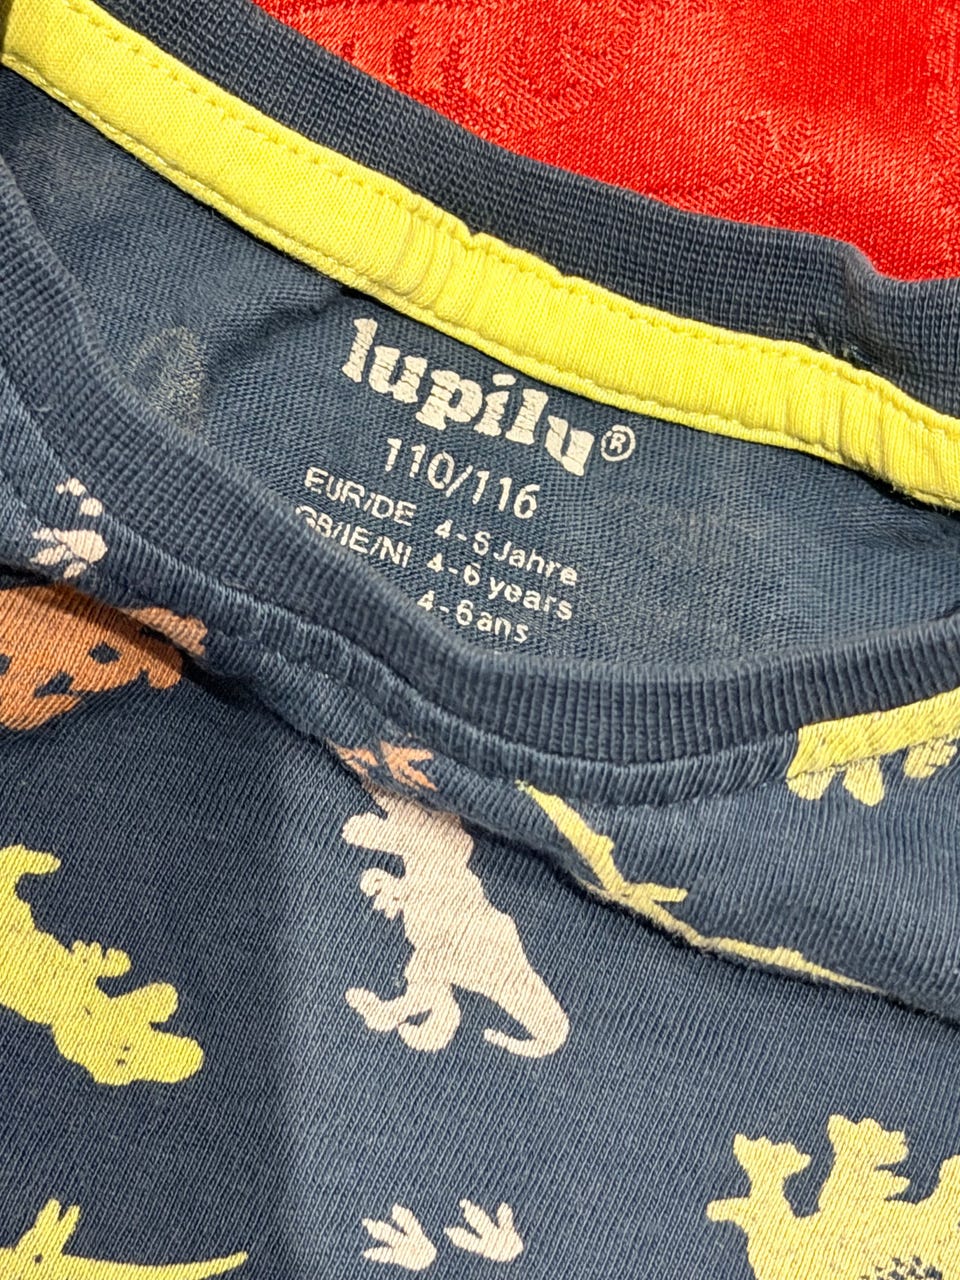 lupilu®
110/116
EUR/DE 4-6 Jahre
GB/IE/NI 4-6 years
4-6 ans